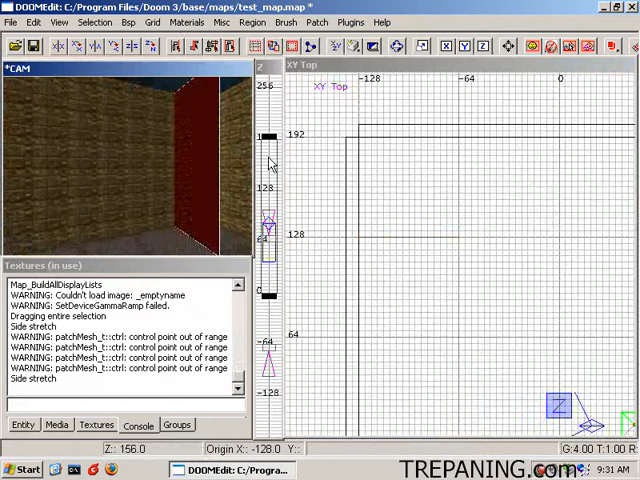 DOOMEdit: C:/Program Files/Doom 3/base/maps/test_map.map *
File Edit View Selection Bsp Grid Materials Misc Region Brush Patch Plugins Help
*CAM
Z
XY Top
XY Top
-128 -64 0
256
192
128
128
64
64
0
-64
-128
Z
Textures (in use)
Map_BuildAllDisplayLists
WARNING: Couldn't load image: _emptyname
WARNING: SetDeviceGammaRamp failed.
Dragging entire selection
Side stretch
WARNING: patchMesh_t::ctrl: control point out of range
WARNING: patchMesh_t::ctrl: control point out of range
WARNING: patchMesh_t::ctrl: control point out of range
WARNING: patchMesh_t::ctrl: control point out of range
Side stretch
Entity Media Textures Console Groups
Z:: 156.0 Origin X:: -128.0 Y:: G:4.00 T:1.00 R
Start DOOMEdit: C:/Progra... 9:31 AM
TREPANING.com